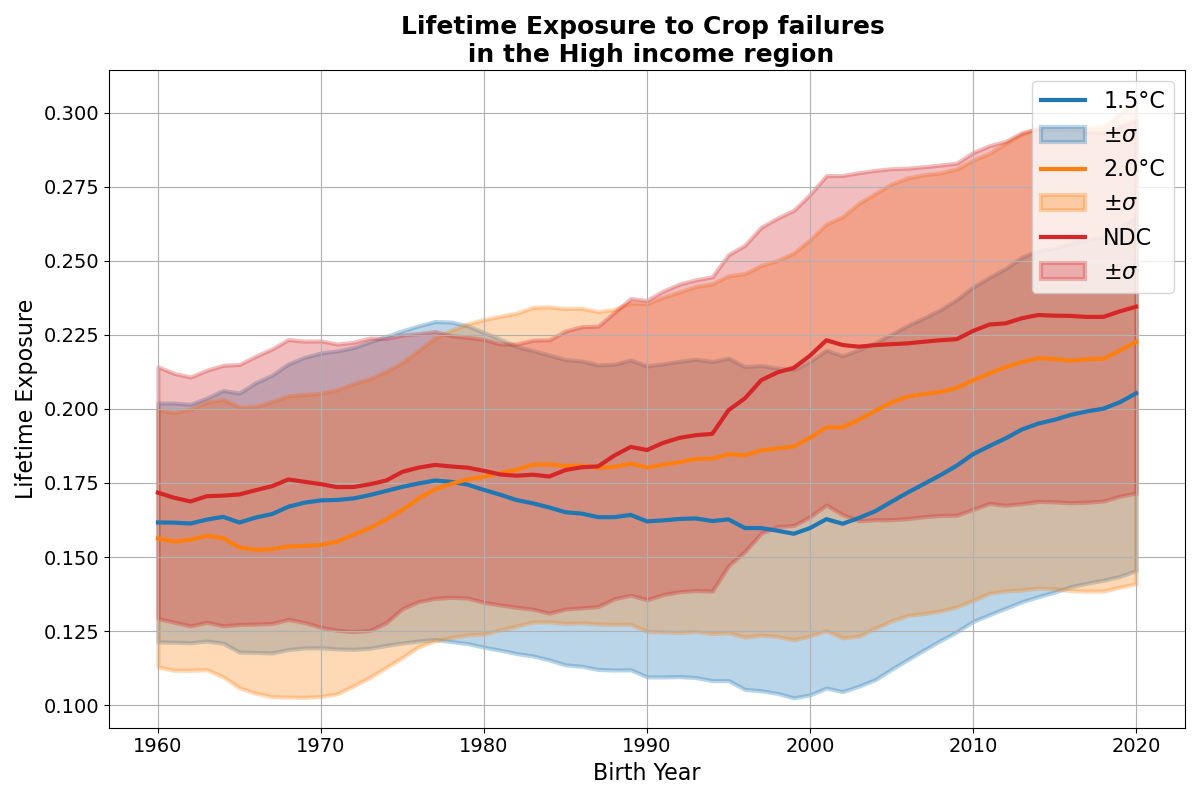 Lifetime Exposure to Crop failures
in the High income region
Lifetime Exposure
0.300
0.275
0.250
0.225
0.200
0.175
0.150
0.125
0.100
1.5°C
±σ
2.0°C
±σ
NDC
±σ
1960 1970 1980 1990 2000 2010 2020
Birth Year